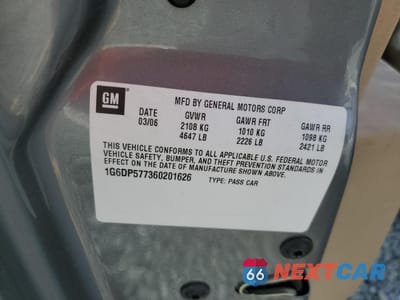 GM
MFD BY GENERAL MOTORS CORP
DATE GVWR GAWR FRT GAWR RR
03/06 2108 KG 1010 KG 1098 KG
4647 LB 2226 LB 2421 LB
THIS VEHICLE CONFORMS TO ALL APPLICABLE U.S. FEDERAL MOTOR
VEHICLE SAFETY, BUMPER, AND THEFT PREVENTION STANDARDS IN
EFFECT ON THE DATE OF MANUFACTURE SHOWN ABOVE.
1G6DP577360201626 TYPE: PASS CAR
66 NEXTCAR